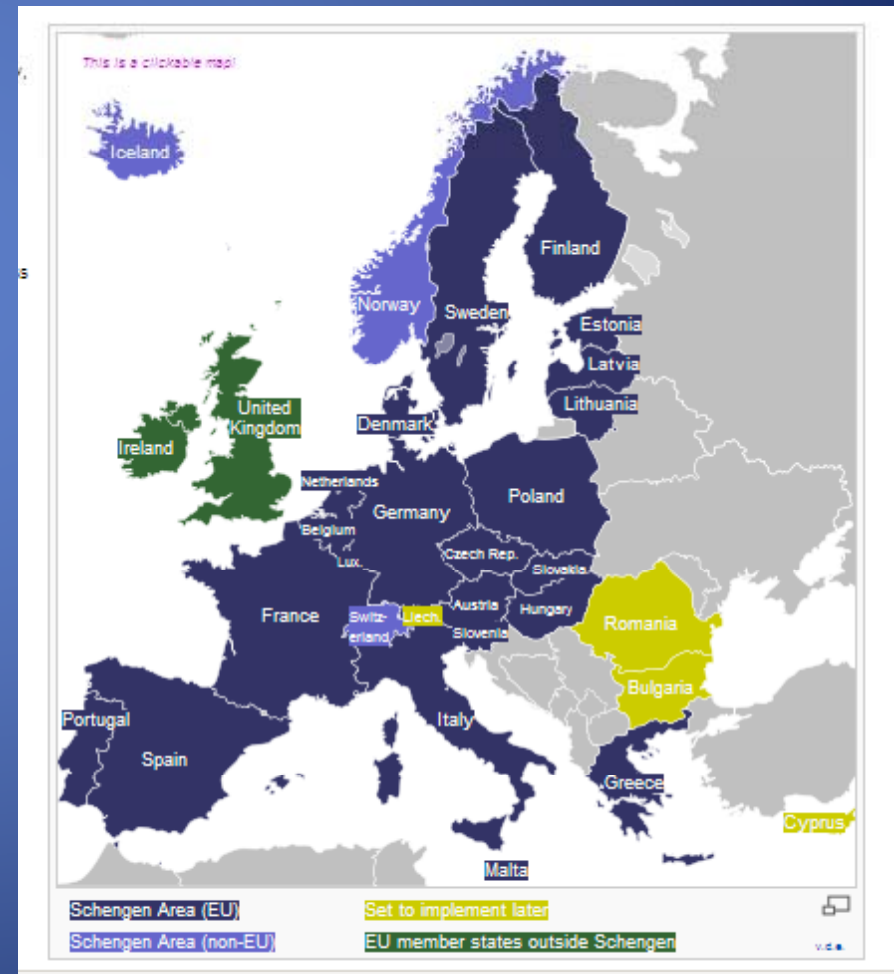 This is a clickable map!
Iceland
Finland
Norway
Sweden
Estonia
Latvia
Lithuania
United
Kingdom
Ireland
Denmark
Netherlands
Belgium
Lux.
Germany
Poland
Czech Rep.
Slovakia
Austria
Hungary
Slovenia
France
Switz-
erland
Liech.
Romania
Bulgaria
Portugal
Spain
Italy
Greece
Cyprus
Malta
Schengen Area (EU)
Set to implement later
Schengen Area (non-EU)
EU member states outside Schengen
v.d.e.